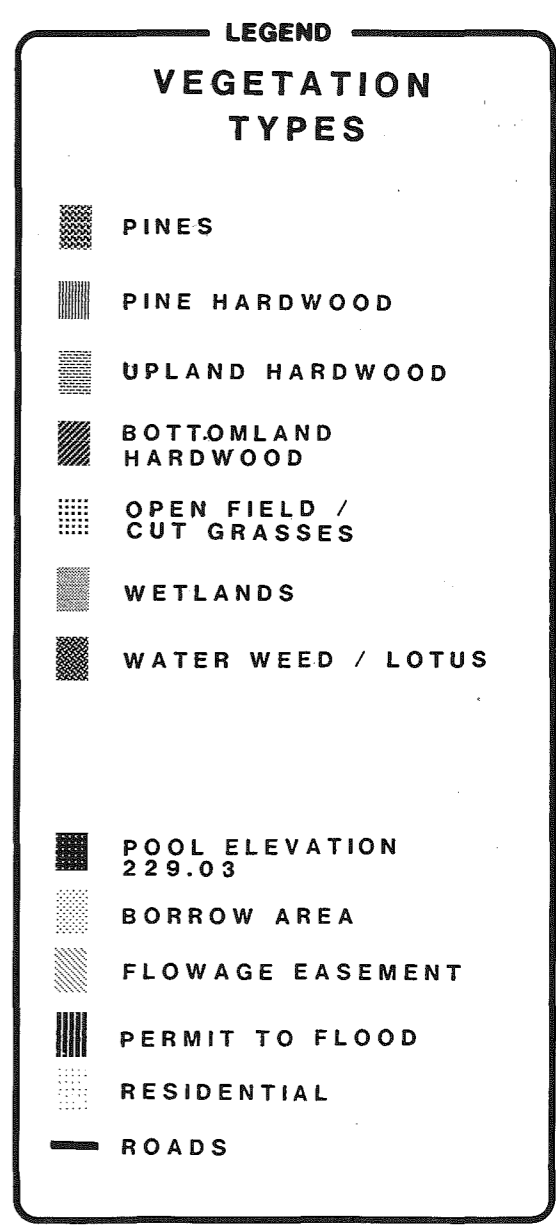 LEGEND
VEGETATION
TYPES
PINES
PINE HARDWOOD
UPLAND HARDWOOD
BOTTOMLAND
HARDWOOD
OPEN FIELD /
CUT GRASSES
WETLANDS
WATER WEED / LOTUS
POOL ELEVATION
229.03
BORROW AREA
FLOWAGE EASEMENT
PERMIT TO FLOOD
RESIDENTIAL
ROADS